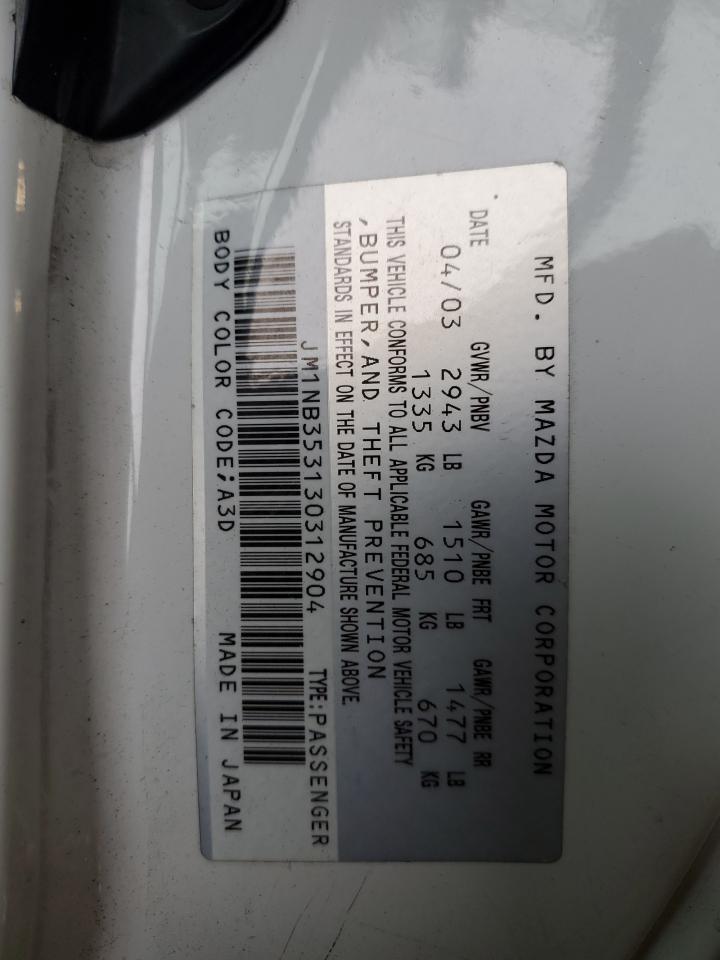 MFD. BY MAZDA MOTOR CORPORATION
DATE GVWR/PNBV GAWR/PNBE FRT GAWR/PNBE RR
04/03 2943 LB 1510 LB 1477 LB
1335 KG 685 KG 670 KG
THIS VEHICLE CONFORMS TO ALL APPLICABLE FEDERAL MOTOR VEHICLE SAFETY
,BUMPER,AND THEFT PREVENTION
STANDARDS IN EFFECT ON THE DATE OF MANUFACTURE SHOWN ABOVE.
JM1NB353130312904 TYPE:PASSENGER
BODY COLOR CODE;A3D MADE IN JAPAN